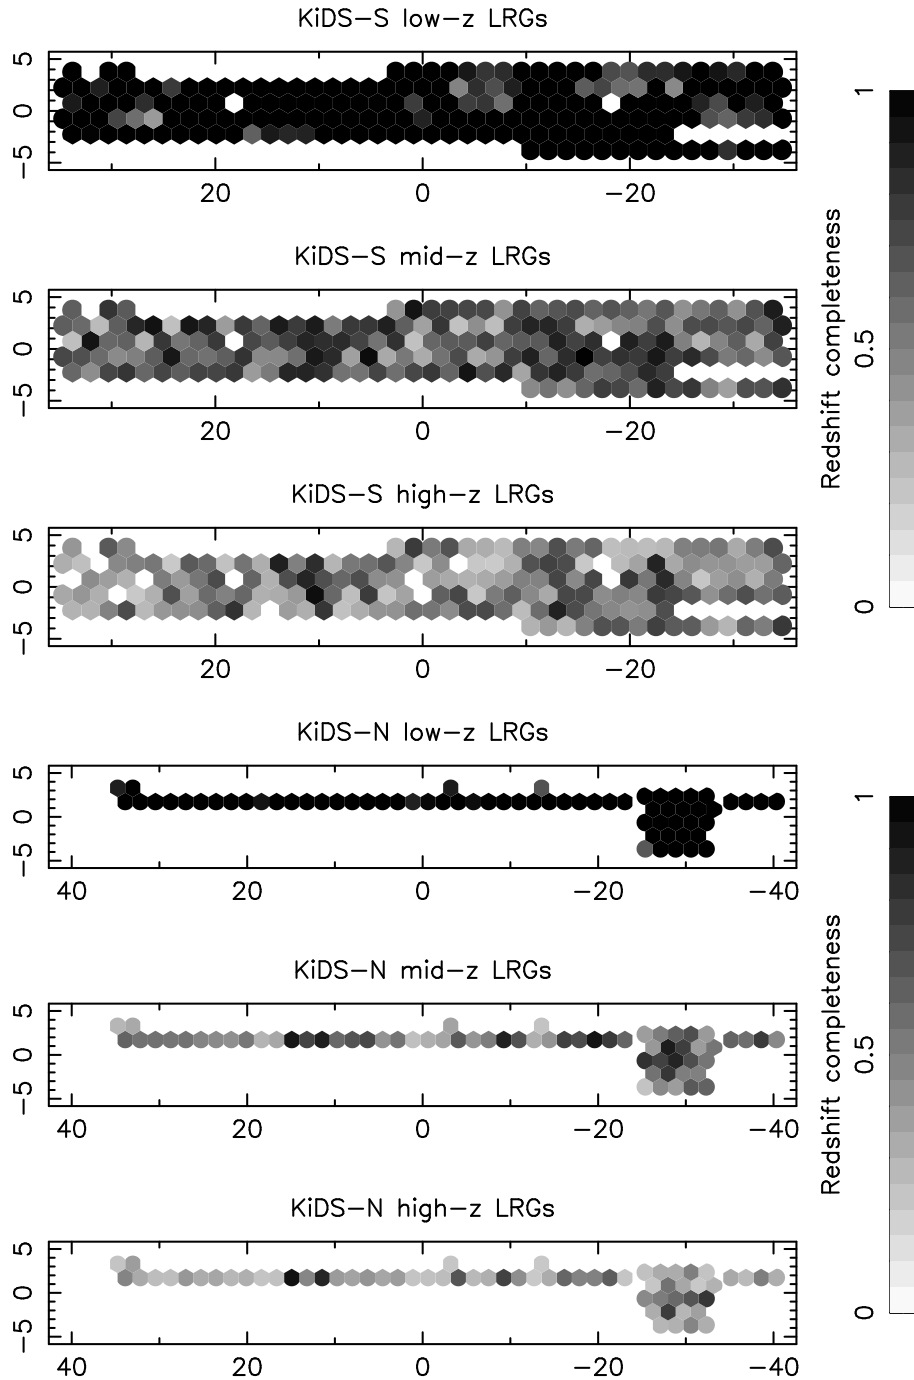 KiDS-S low-z LRGs
5
0
-5
20 0 -20
KiDS-S mid-z LRGs
5
0
-5
20 0 -20
KiDS-S high-z LRGs
5
0
-5
20 0 -20
1
0.5
0
Redshift completeness
KiDS-N low-z LRGs
5
0
-5
40 20 0 -20 -40
KiDS-N mid-z LRGs
5
0
-5
40 20 0 -20 -40
KiDS-N high-z LRGs
5
0
-5
40 20 0 -20 -40
1
0.5
0
Redshift completeness